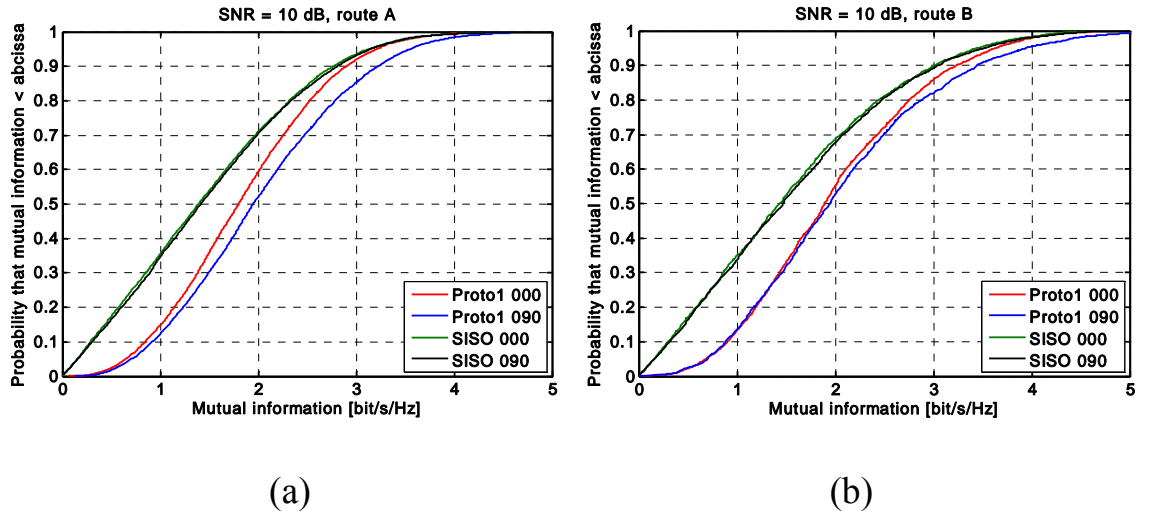 SNR = 10 dB, route A
Probability that mutual information < abcissa
1
0.9
0.8
0.7
0.6
0.5
0.4
0.3
0.2
0.1
0
0 1 2 3 4 5
Mutual information [bit/s/Hz]
Proto1 000
Proto1 090
SISO 000
SISO 090
(a)
SNR = 10 dB, route B
Probability that mutual information < abcissa
1
0.9
0.8
0.7
0.6
0.5
0.4
0.3
0.2
0.1
0
0 1 2 3 4 5
Mutual information [bit/s/Hz]
Proto1 000
Proto1 090
SISO 000
SISO 090
(b)